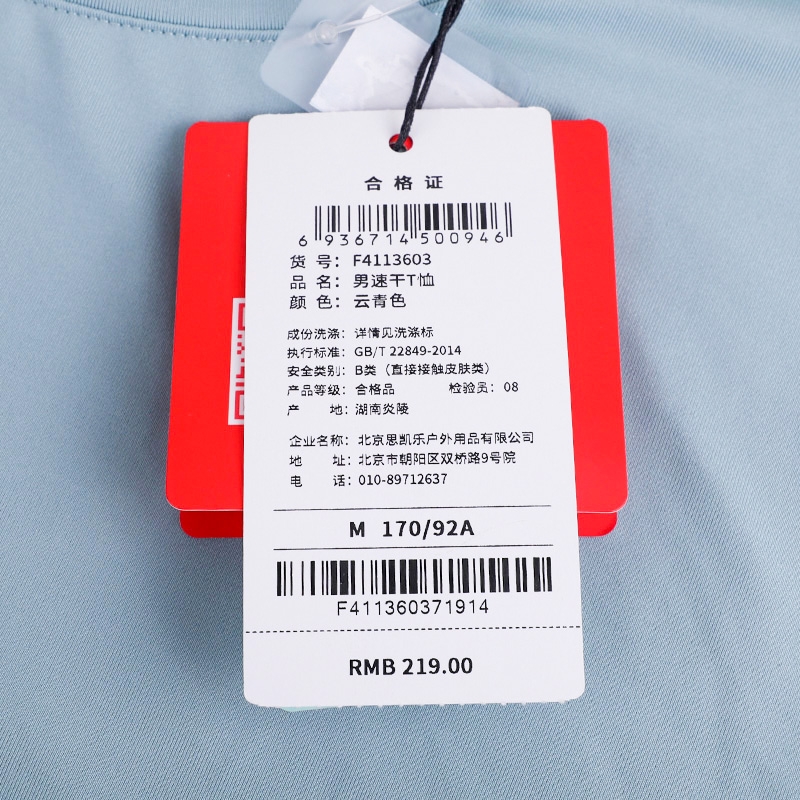 合格证
6 936714 500946
货号：F4113603
品名：男速干T恤
颜色：云青色
成份洗涤：详情见洗涤标
执行标准：GB/T 22849-2014
安全类别：B类（直接接触皮肤类）
产品等级：合格品 检验员：08
产地：湖南炎陵
企业名称：北京思凯乐户外用品有限公司
地址：北京市朝阳区双桥路9号院
电话：010-89712637
M 170/92A
F411360371914
RMB 219.00